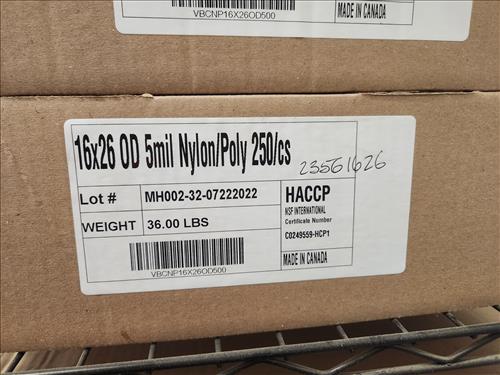 MADE IN CANADA
VBCNP16X26OD500
16x26 OD 5mil Nylon/Poly 250/cs
23561626
Lot #
MH002-32-07222022
HACCP
NSF INTERNATIONAL
Certificate Number
C0249559-HCP1
WEIGHT
36.00 LBS
VBCNP16X26OD500
MADE IN CANADA